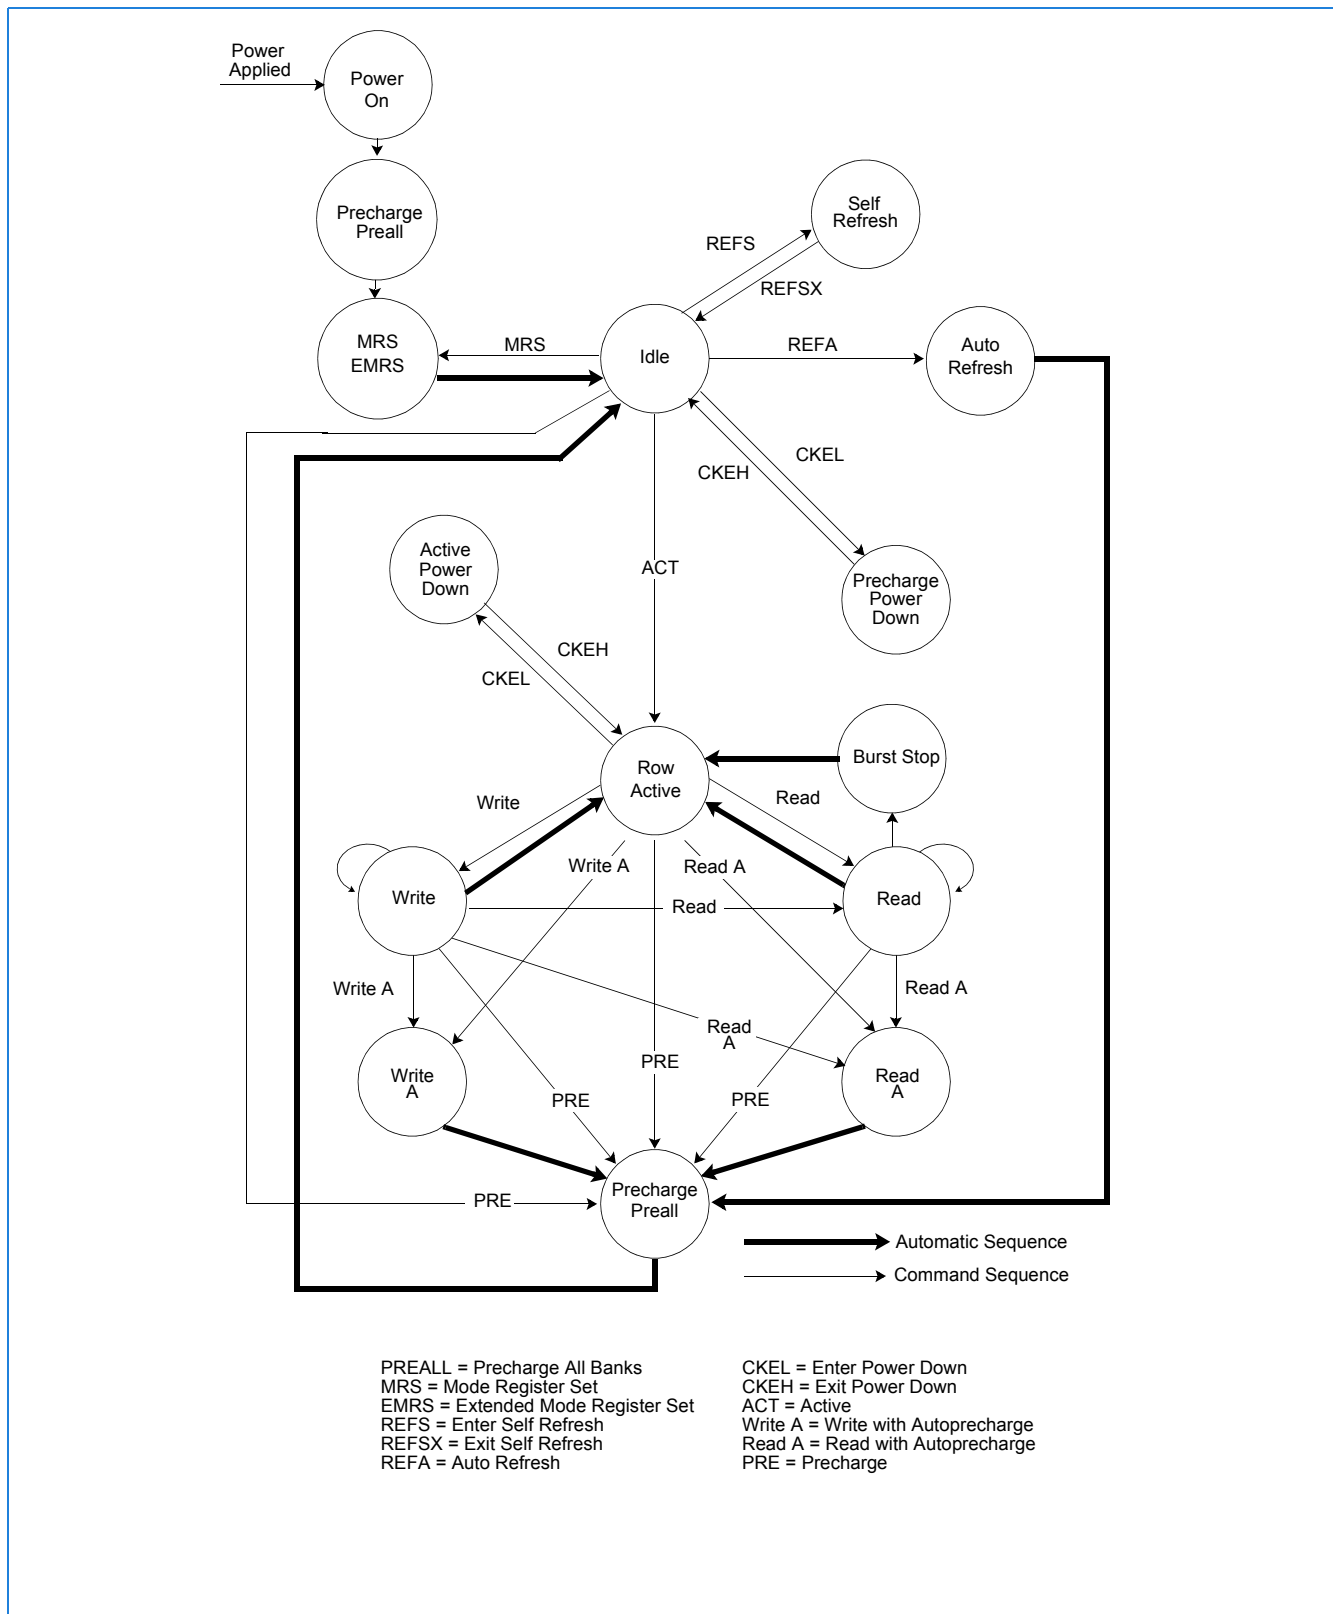 Power
Applied
Power
On
Precharge
Preall
Self
Refresh
REFS
REFSX
MRS
EMRS
MRS
Idle
REFA
Auto
Refresh
CKEL
CKEH
Active
Power
Down
ACT
Precharge
Power
Down
CKEH
CKEL
Row
Active
Burst Stop
Write
Read
Write A
Read A
Write
Read
Read
Write A
Read A
Read
A
Write
A
PRE
Read
A
PRE
PRE
Precharge
Preall
PRE
Automatic Sequence
Command Sequence
PREALL = Precharge All Banks
MRS = Mode Register Set
EMRS = Extended Mode Register Set
REFS = Enter Self Refresh
REFSX = Exit Self Refresh
REFA = Auto Refresh
CKEL = Enter Power Down
CKEH = Exit Power Down
ACT = Active
Write A = Write with Autoprecharge
Read A = Read with Autoprecharge
PRE = Precharge